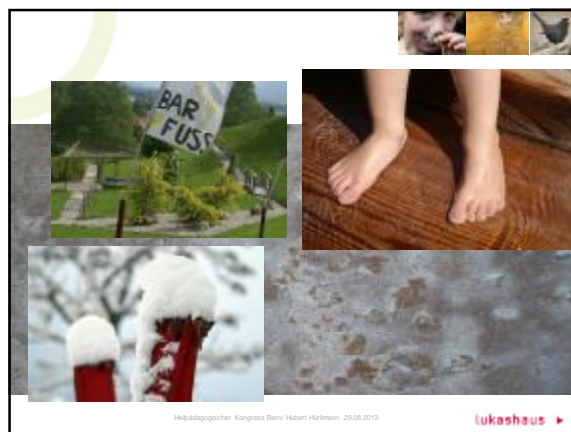 BAR
FUSS
Heilpädagogischer Kongress Bern/ Hubert Hürlimann 29.08.2013
lukashaus